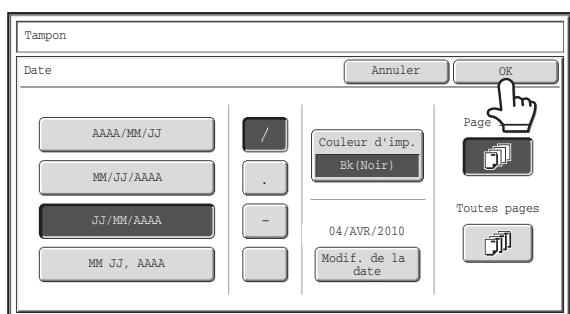 Tampon
Date
Annuler
OK
AAAA/MM/JJ
MM/JJ/AAAA
JJ/MM/AAAA
MM JJ, AAAA
/
.
-
Couleur d'imp.
Bk(Noir)
04/AVR/2010
Modif. de la
date
Page
Toutes pages